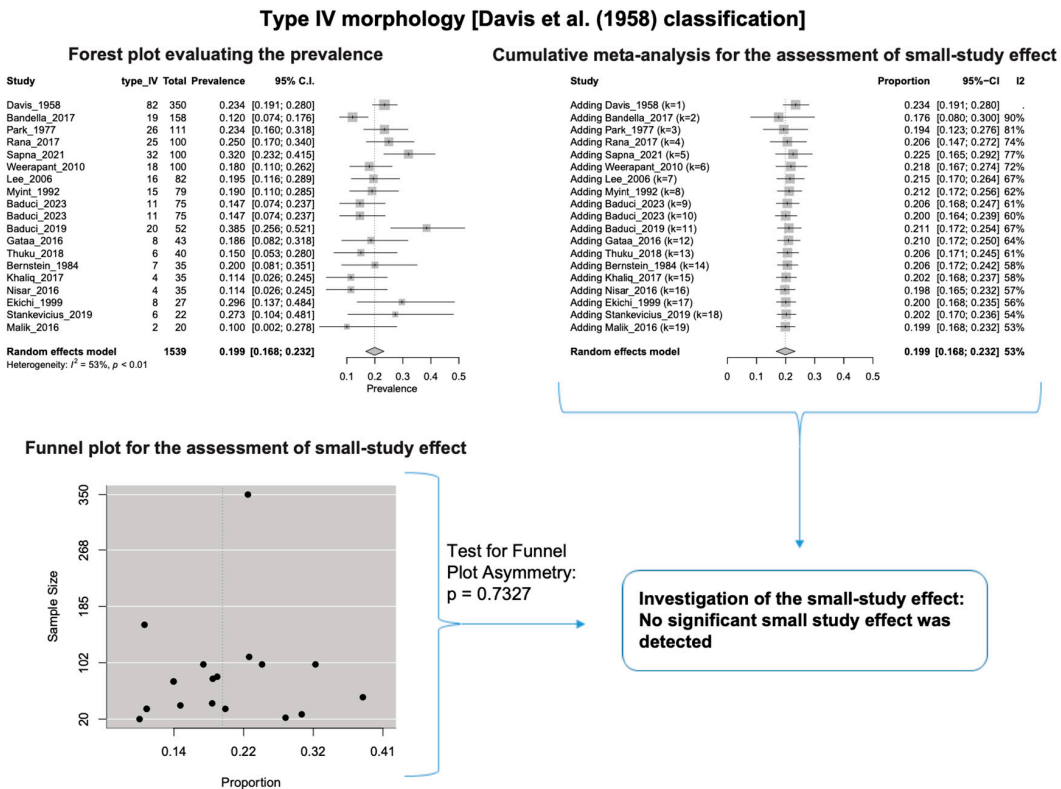 Type IV morphology [Davis et al. (1958) classification]
Forest plot evaluating the prevalence
Study type_IV Total Prevalence 95% C.I.
Davis_1958 82 350 0.234 [0.191; 0.280]
Bandella_2017 19 158 0.120 [0.074; 0.176]
Park_1977 26 111 0.234 [0.160; 0.318]
Rana_2017 25 100 0.250 [0.170; 0.340]
Sapna_2021 32 100 0.320 [0.232; 0.415]
Weerapant_2010 18 100 0.180 [0.110; 0.262]
Lee_2006 16 82 0.195 [0.116; 0.289]
Myint_1992 15 79 0.190 [0.110; 0.285]
Baduci_2023 11 75 0.147 [0.074; 0.237]
Baduci_2023 11 75 0.147 [0.074; 0.237]
Baduci_2019 20 52 0.385 [0.256; 0.521]
Gataa_2016 8 43 0.186 [0.082; 0.318]
Thuku_2018 6 40 0.150 [0.053; 0.280]
Bernstein_1984 7 35 0.200 [0.081; 0.351]
Khaliq_2017 4 35 0.114 [0.026; 0.245]
Nisar_2016 4 35 0.114 [0.026; 0.245]
Ekichi_1999 8 27 0.296 [0.137; 0.484]
Stankevicius_2019 6 22 0.273 [0.104; 0.481]
Malik_2016 2 20 0.100 [0.002; 0.278]
Random effects model 1539 0.199 [0.168; 0.232]
Heterogeneity: I² = 53%, p < 0.01
0.1 0.2 0.3 0.4 0.5
Prevalence
Cumulative meta-analysis for the assessment of small-study effect
Study Proportion 95%-CI I2
Adding Davis_1958 (k=1) 0.234 [0.191; 0.280] .
Adding Bandella_2017 (k=2) 0.176 [0.080; 0.300] 90%
Adding Park_1977 (k=3) 0.194 [0.123; 0.276] 81%
Adding Rana_2017 (k=4) 0.206 [0.147; 0.272] 74%
Adding Sapna_2021 (k=5) 0.225 [0.165; 0.292] 77%
Adding Weerapant_2010 (k=6) 0.218 [0.167; 0.274] 72%
Adding Lee_2006 (k=7) 0.215 [0.170; 0.264] 67%
Adding Myint_1992 (k=8) 0.212 [0.172; 0.256] 62%
Adding Baduci_2023 (k=9) 0.206 [0.168; 0.247] 61%
Adding Baduci_2023 (k=10) 0.200 [0.164; 0.239] 60%
Adding Baduci_2019 (k=11) 0.211 [0.172; 0.254] 67%
Adding Gataa_2016 (k=12) 0.210 [0.172; 0.250] 64%
Adding Thuku_2018 (k=13) 0.206 [0.171; 0.245] 62%
Adding Bernstein_1984 (k=14) 0.206 [0.172; 0.242] 58%
Adding Khaliq_2017 (k=15) 0.202 [0.168; 0.237] 58%
Adding Nisar_2016 (k=16) 0.198 [0.165; 0.232] 57%
Adding Ekichi_1999 (k=17) 0.200 [0.168; 0.235] 56%
Adding Stankevicius_2019 (k=18) 0.202 [0.170; 0.236] 54%
Adding Malik_2016 (k=19) 0.199 [0.168; 0.232] 53%
Random effects model 0.199 [0.168; 0.232] 53%
0 0.1 0.2 0.3 0.4 0.5
Funnel plot for the assessment of small-study effect
350
268
185
102
20
Sample Size
0.14 0.22 0.32 0.41
Proportion
Test for Funnel
Plot Asymmetry:
p = 0.7327
Investigation of the small-study effect:
No significant small study effect was
detected